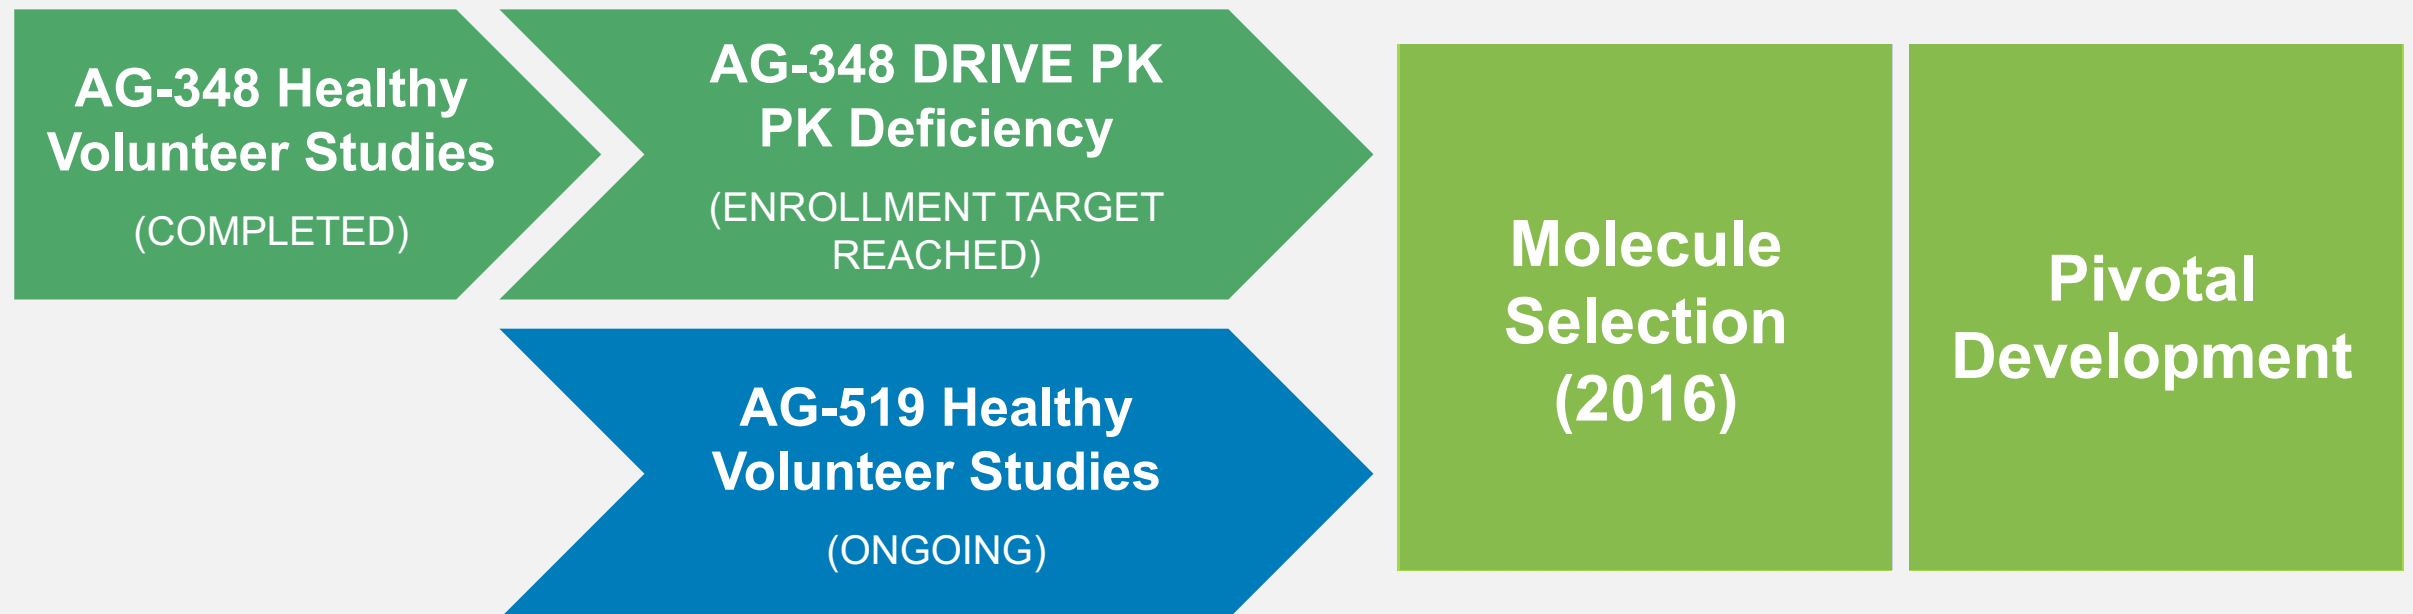 AG-348 Healthy
Volunteer Studies
(COMPLETED)
AG-348 DRIVE PK
PK Deficiency
(ENROLLMENT TARGET
REACHED)
AG-519 Healthy
Volunteer Studies
(ONGOING)
Molecule
Selection
(2016)
Pivotal
Development